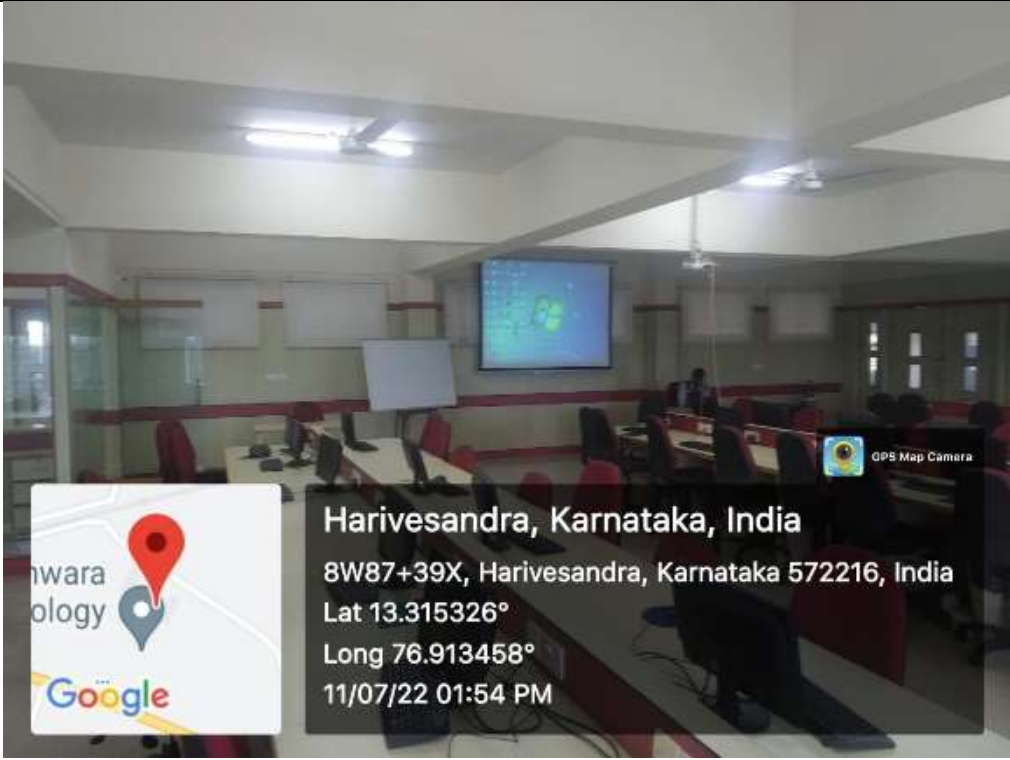 GPS Map Camera
Harivesandra, Karnataka, India
8W87+39X, Harivesandra, Karnataka 572216, India
Lat 13.315326°
Long 76.913458°
11/07/22 01:54 PM
nwara
ology
Google